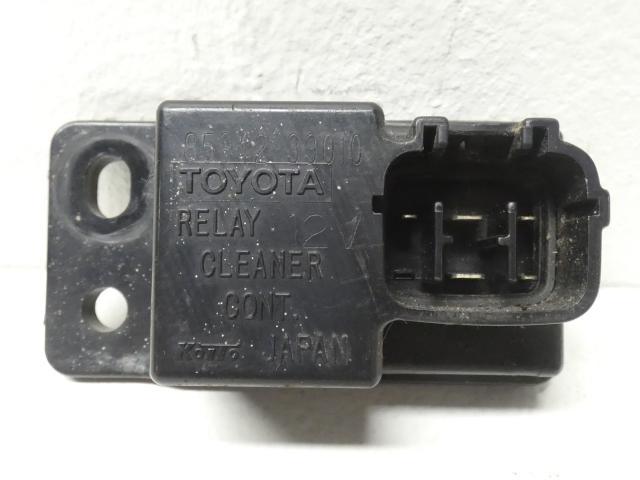 TOYOTA
RELAY 12V
CLEANER
CONT.
Koito JAPAN